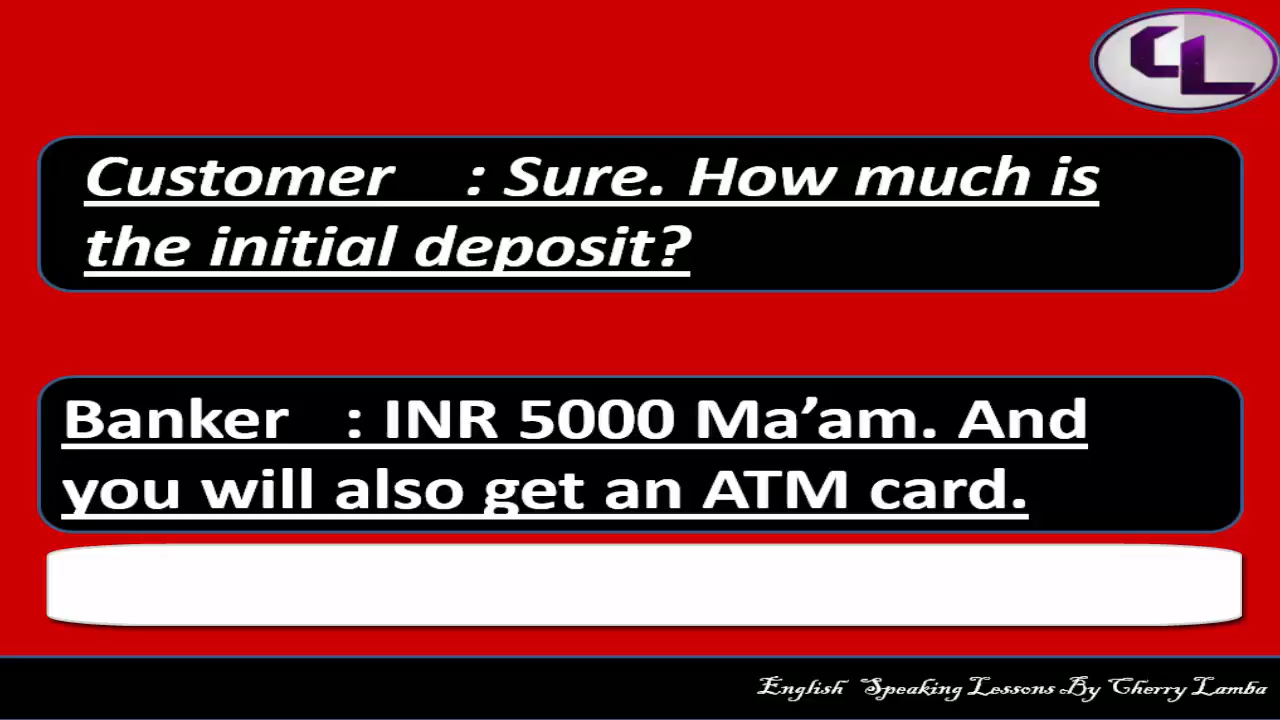 CL
Customer : Sure. How much is
the initial deposit?
Banker : INR 5000 Ma’am. And
you will also get an ATM card.
English Speaking Lessons By Cherry Lamba